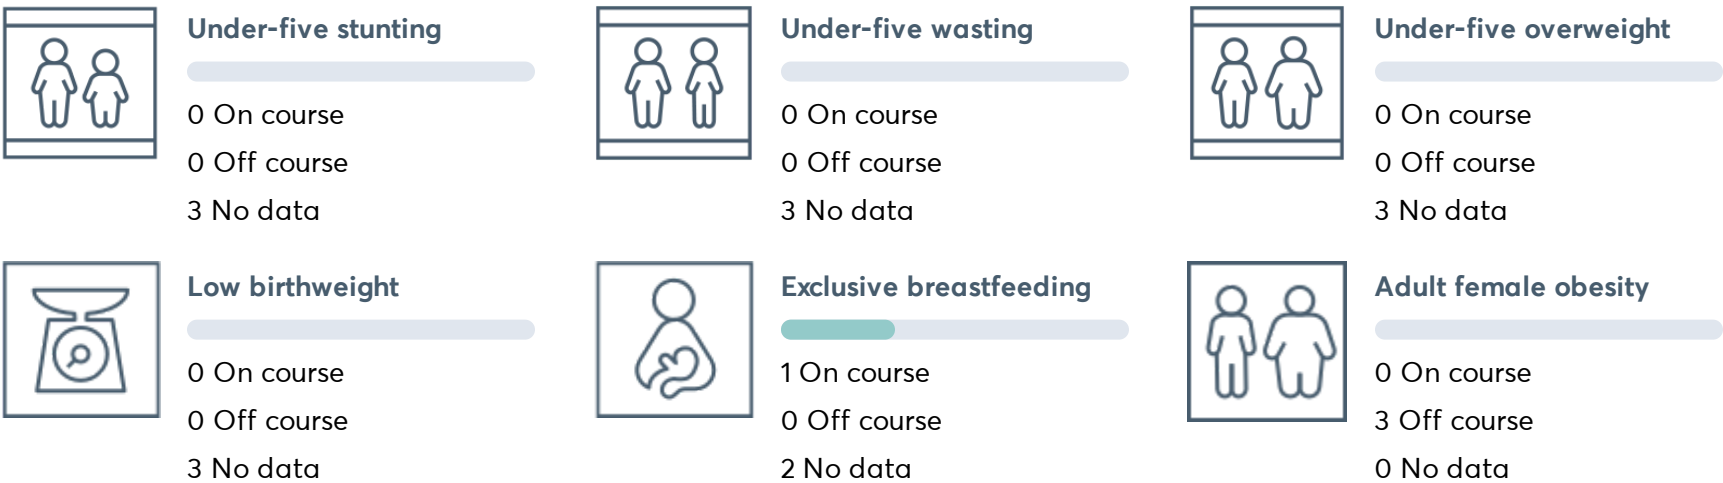 Under-five stunting
0 On course
0 Off course
3 No data
Under-five wasting
0 On course
0 Off course
3 No data
Under-five overweight
0 On course
0 Off course
3 No data
Low birthweight
0 On course
0 Off course
3 No data
Exclusive breastfeeding
1 On course
0 Off course
2 No data
Adult female obesity
0 On course
3 Off course
0 No data